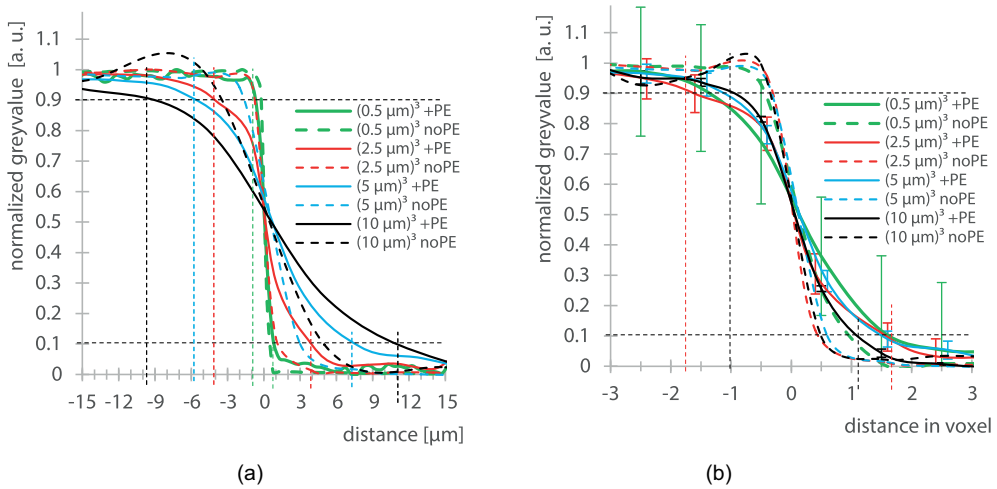 normalized greyvalue [a. u.]
1.1
1
0.9
0.8
0.7
0.6
0.5
0.4
0.3
0.2
0.1
0
-15 -12 -9 -6 -3 0 3 6 9 12 15
distance [µm]
(0.5 µm)³ +PE
(0.5 µm)³ noPE
(2.5 µm)³ +PE
(2.5 µm)³ noPE
(5 µm)³ +PE
(5 µm)³ noPE
(10 µm)³ +PE
(10 µm)³ noPE
(a)
normalized greyvalue [a. u.]
1.1
1
0.9
0.8
0.7
0.6
0.5
0.4
0.3
0.2
0.1
0
-3 -2 -1 0 1 2 3
distance in voxel
(0.5 µm)³ +PE
(0.5 µm)³ noPE
(2.5 µm)³ +PE
(2.5 µm)³ noPE
(5 µm)³ +PE
(5 µm)³ noPE
(10 µm)³ +PE
(10 µm)³ noPE
(b)